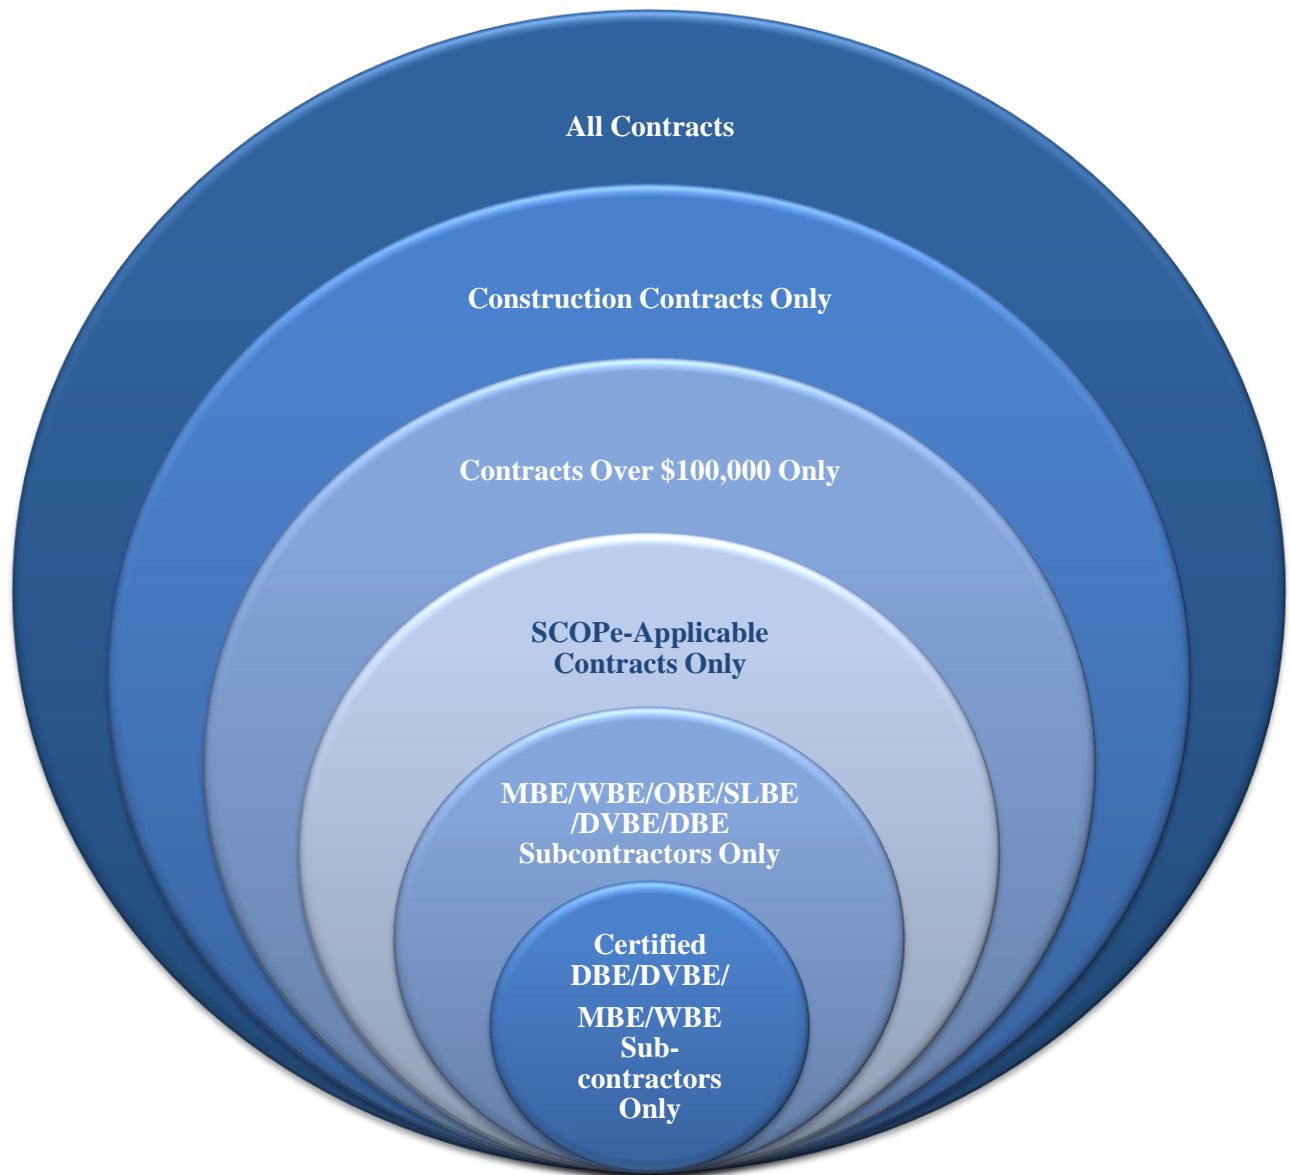 All Contracts
Construction Contracts Only
Contracts Over $100,000 Only
SCOPe-Applicable
Contracts Only
MBE/WBE/OBE/SLBE
/DVBE/DBE
Subcontractors Only
Certified
DBE/DVBE/
MBE/WBE
Sub-
contractors
Only